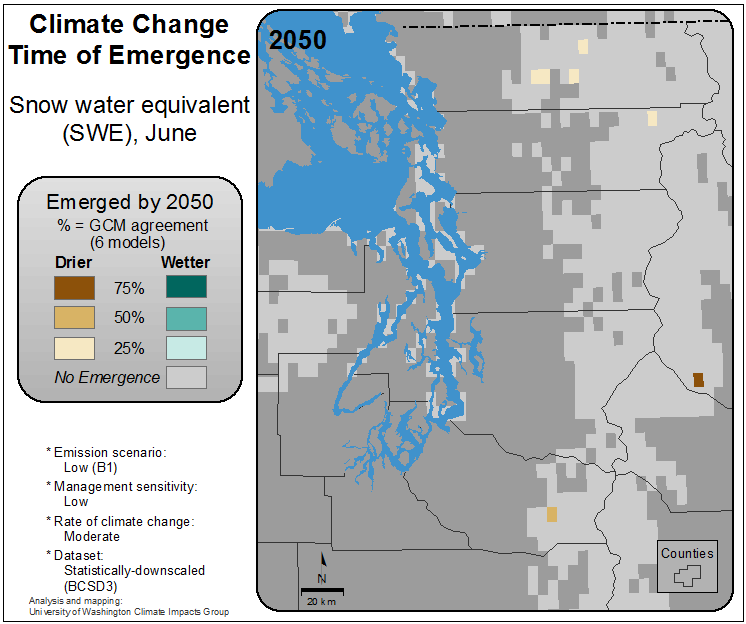 Climate Change
Time of Emergence
Snow water equivalent
(SWE), June
Emerged by 2050
% = GCM agreement
(6 models)
Drier Wetter
75%
50%
25%
No Emergence
* Emission scenario:
Low (B1)
* Management sensitivity:
Low
* Rate of climate change:
Moderate
* Dataset:
Statistically-downscaled
(BCSD3)
Analysis and mapping:
University of Washington Climate Impacts Group
2050
N
20 km
Counties